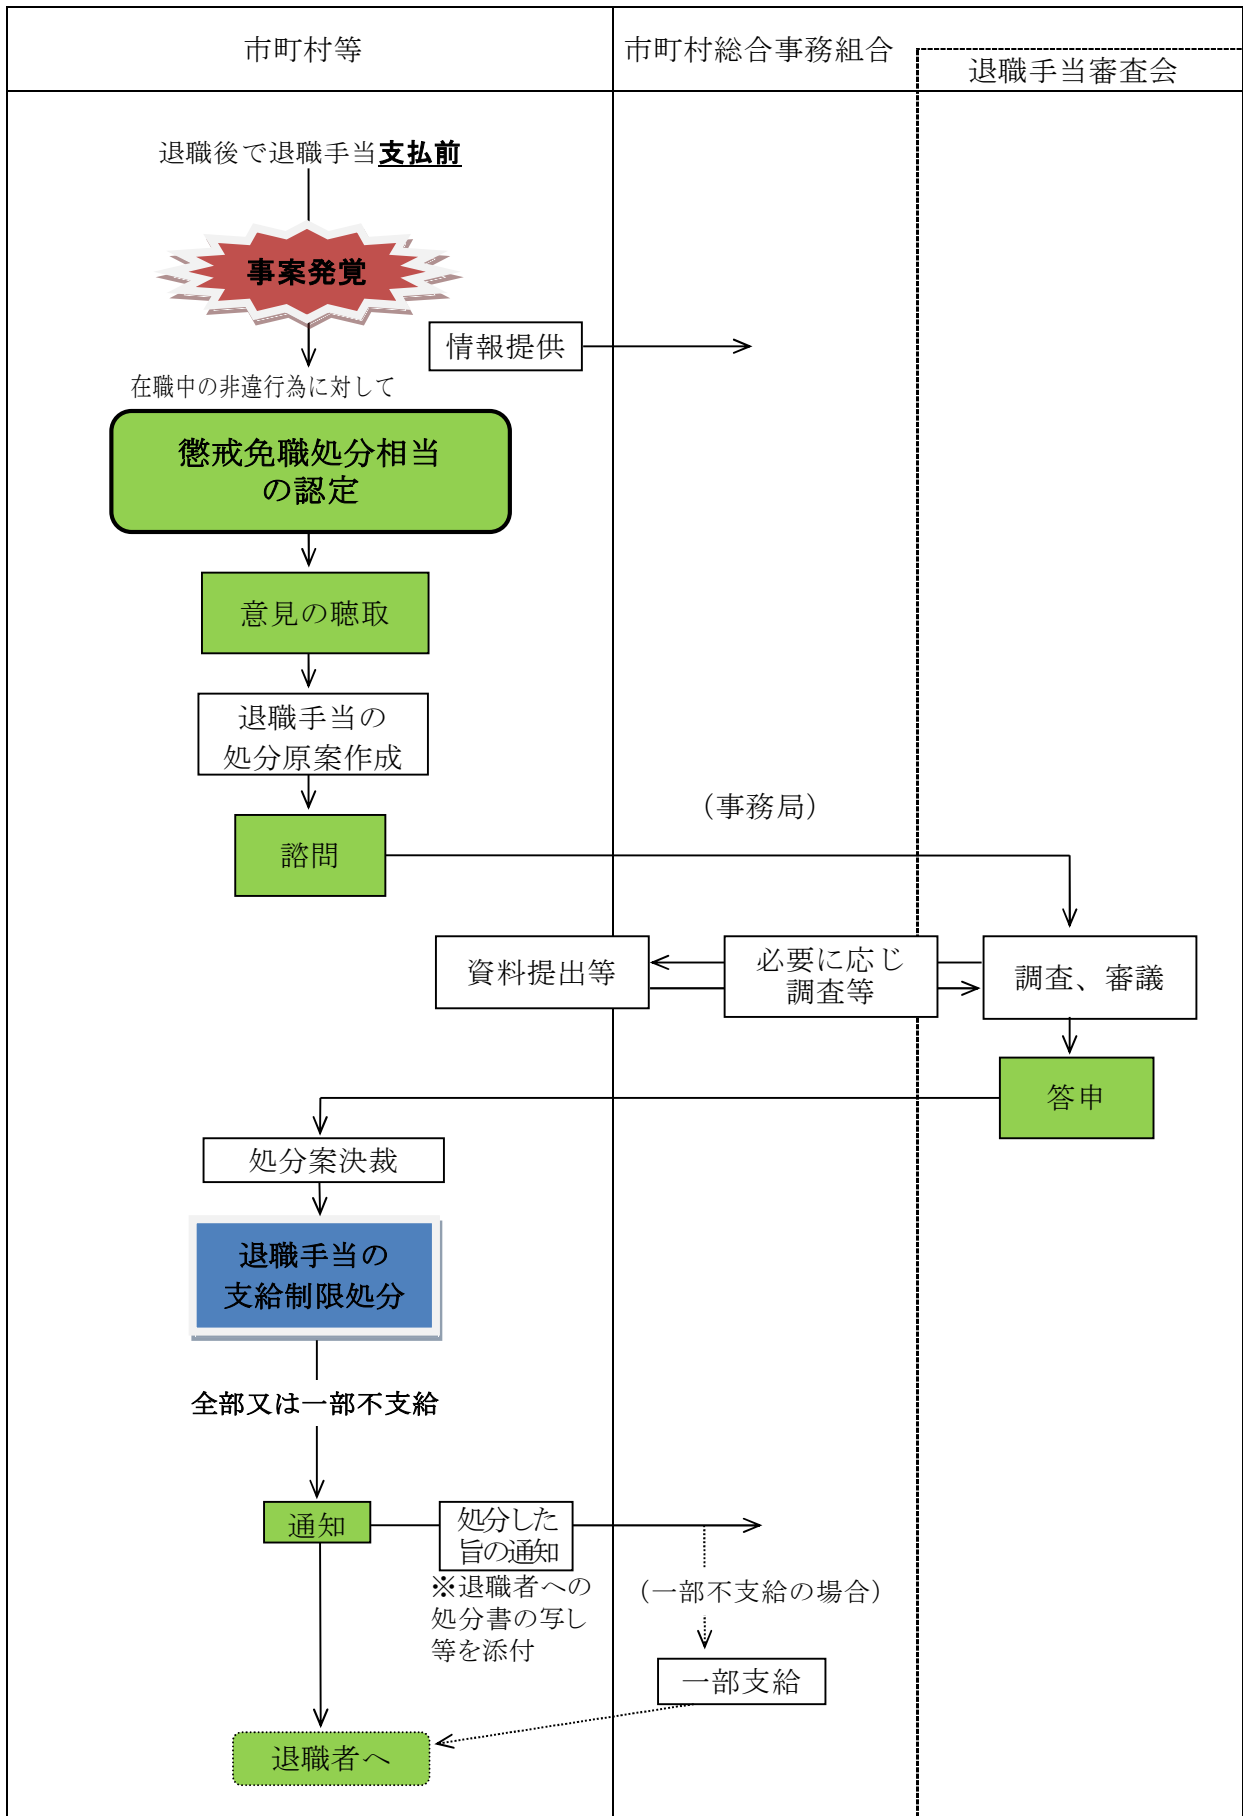 市町村等
市町村総合事務組合
退職手当審査会
退職後で退職手当支払前
事案発覚
情報提供
在職中の非違行為に対して
懲戒免職処分相当
の認定
意見の聴取
退職手当の
処分原案作成
（事務局）
諮問
資料提出等
必要に応じ
調査等
調査、審議
答申
処分案決裁
退職手当の
支給制限処分
全部又は一部不支給
通知
処分した
旨の通知
※退職者への
処分書の写し
等を添付
（一部不支給の場合）
一部支給
退職者へ